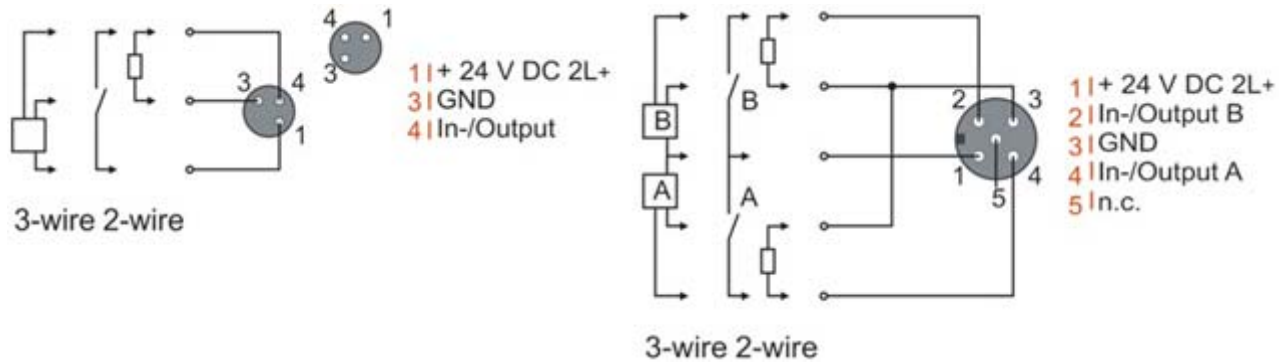 4 1
3
3 4
1
1 | + 24 V DC 2L+
3 | GND
4 | In-/Output
3-wire 2-wire
B
B
A
A
2 3
1 4
5
1 | + 24 V DC 2L+
2 | In-/Output B
3 | GND
4 | In-/Output A
5 | n.c.
3-wire 2-wire